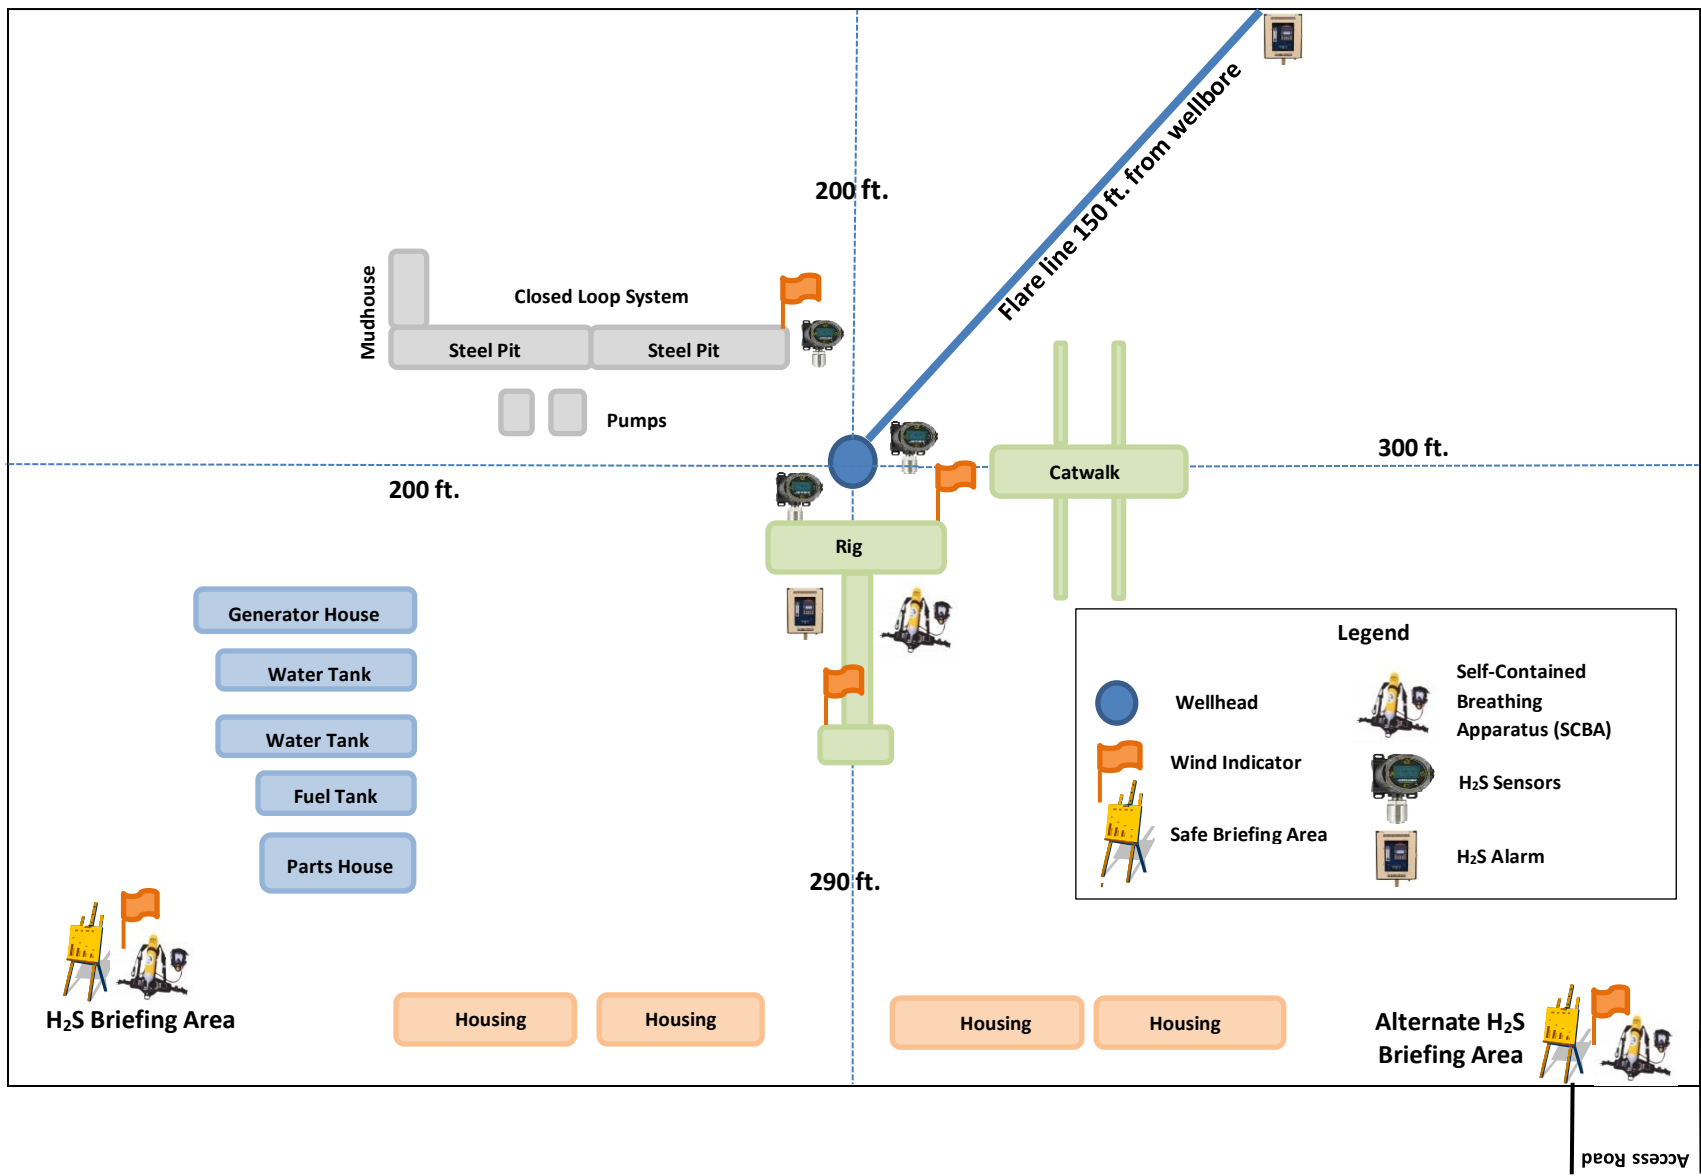 200 ft.
Flare line 150 ft. from wellbore
Mudhouse
Closed Loop System
Steel Pit
Steel Pit
Pumps
200 ft.
300 ft.
Catwalk
Rig
Generator House
Water Tank
Water Tank
Fuel Tank
Parts House
290 ft.
Legend
Wellhead
Wind Indicator
Safe Briefing Area
Self-Contained
Breathing
Apparatus (SCBA)
H₂S Sensors
H₂S Alarm
H₂S Briefing Area
Housing
Housing
Housing
Housing
Alternate H₂S
Briefing Area
Access Road